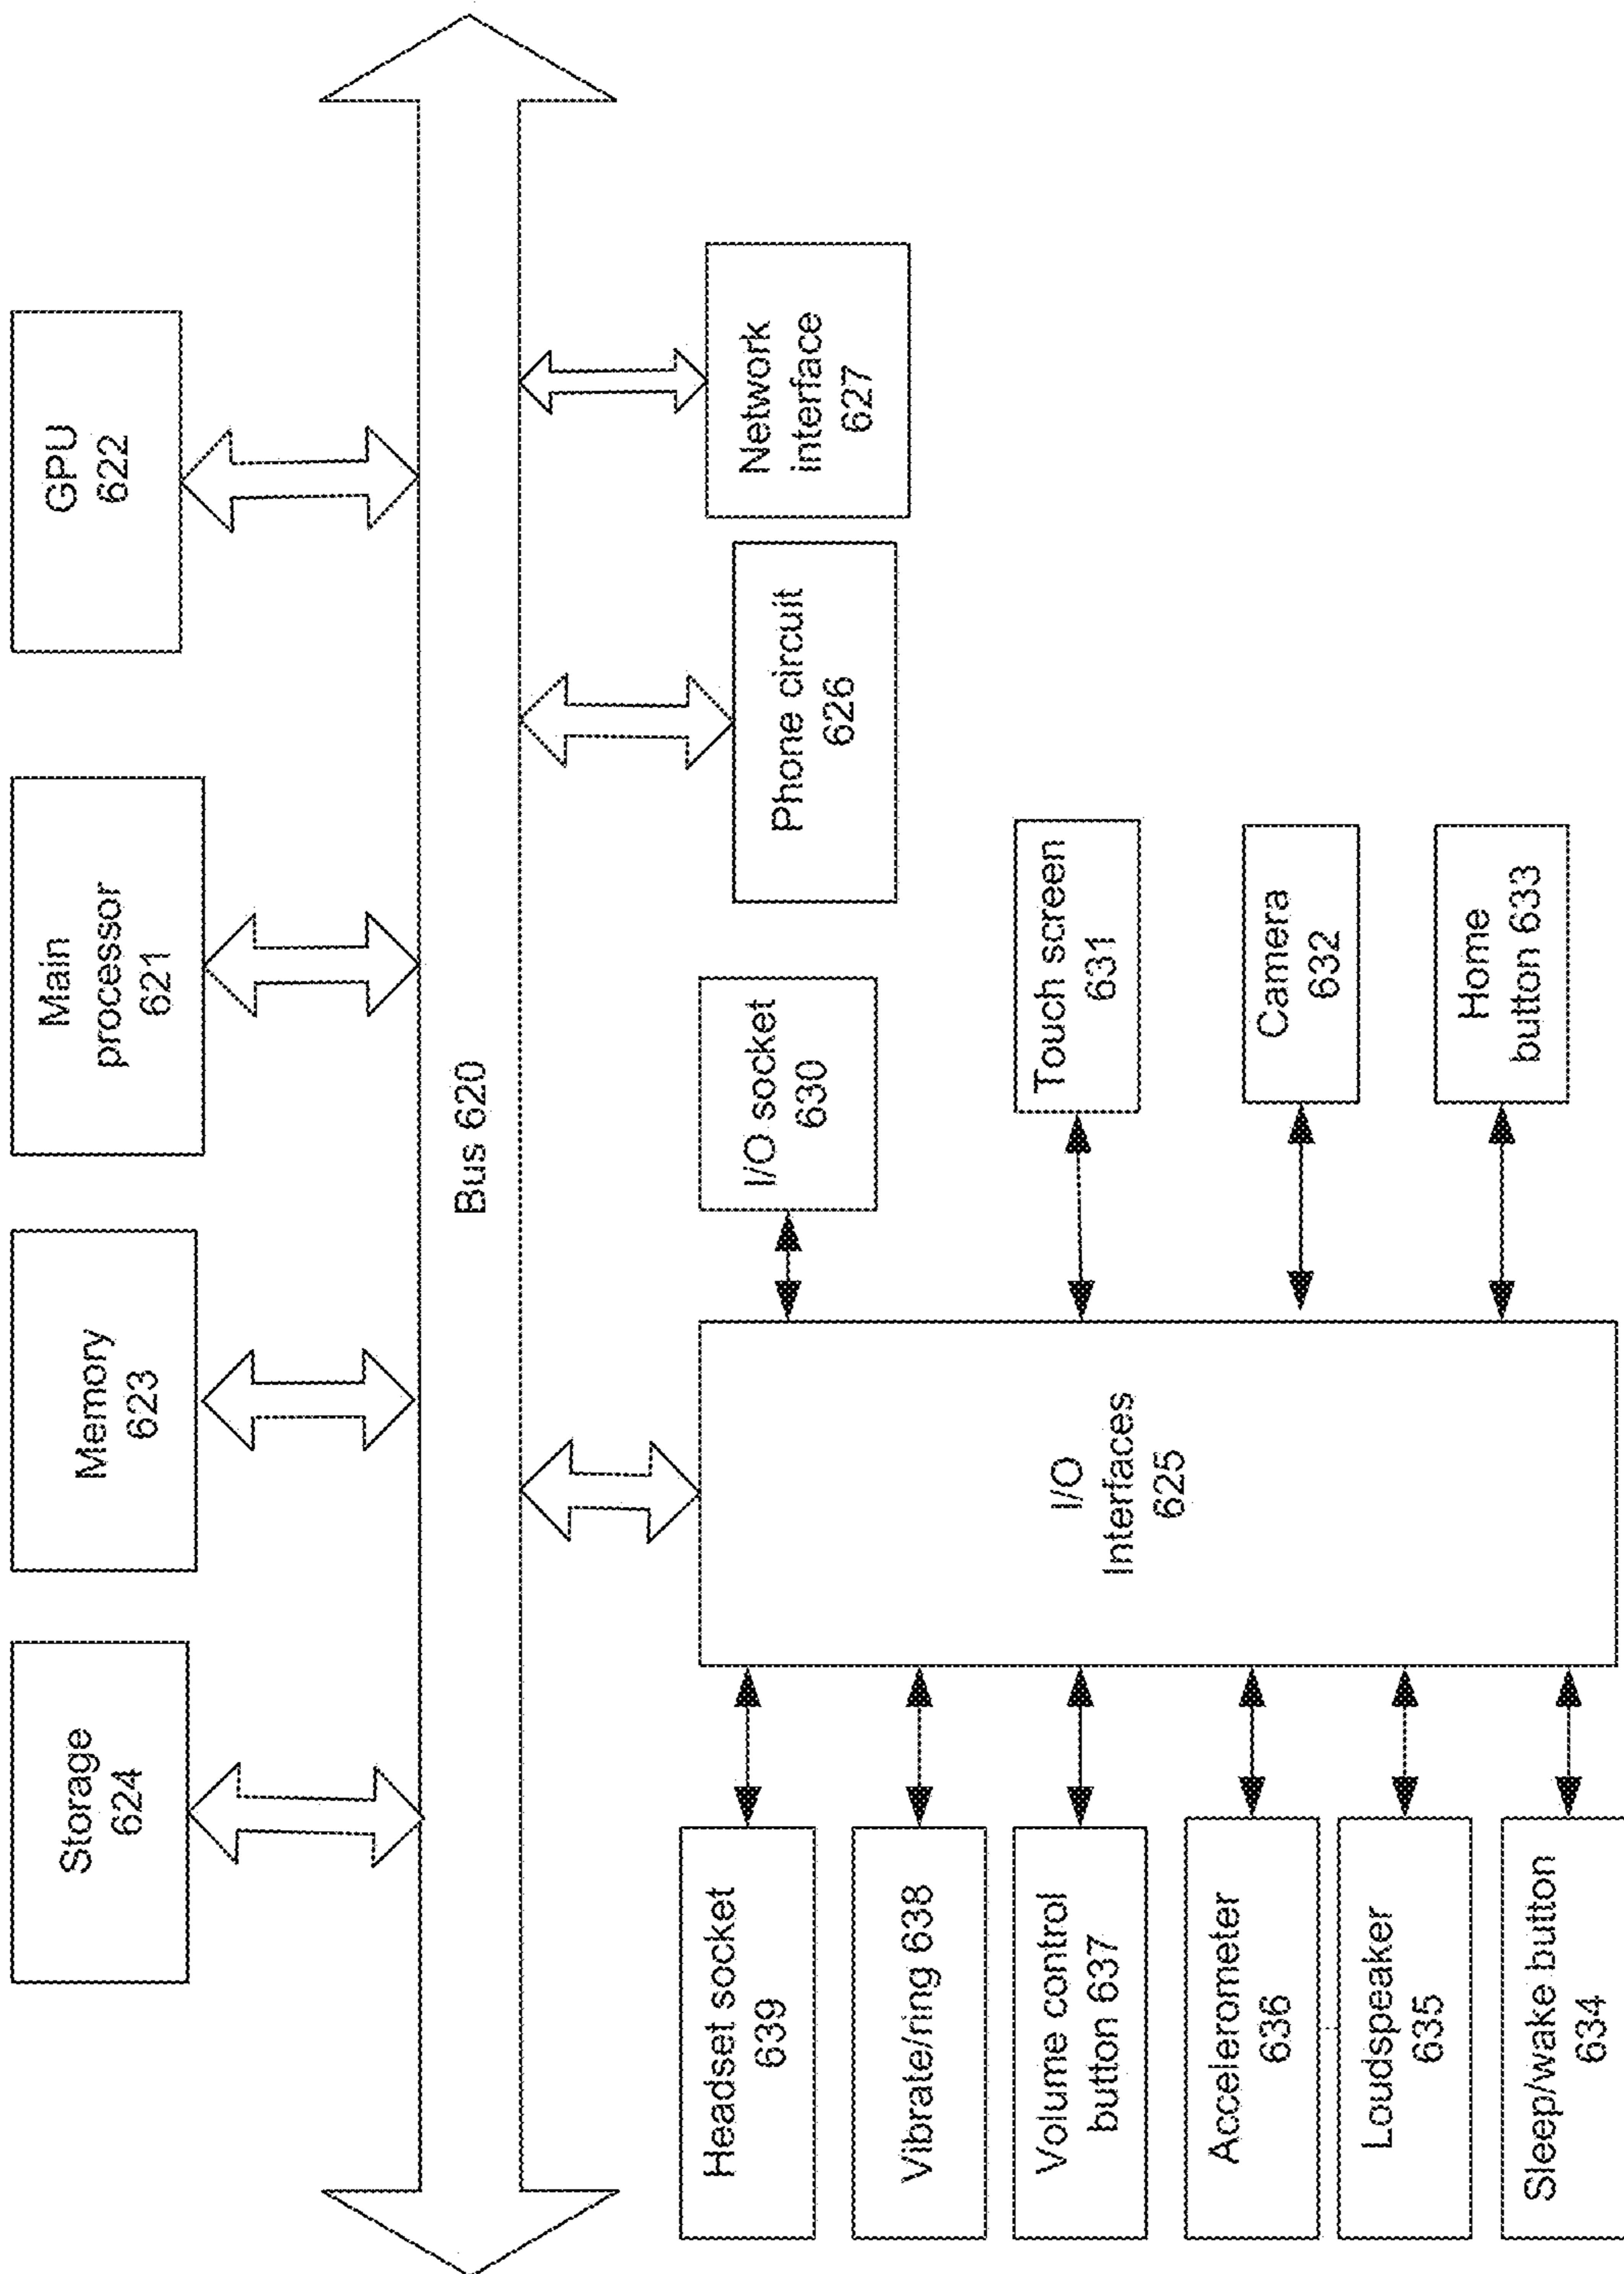 Storage
624
Memory
623
Main
processor
621
GPU
622
Bus 620
Headset socket
639
Vibrate/ring 638
Volume control
button 637
Accelerometer
636
Loudspeaker
635
Sleep/wake button
634
I/O
Interfaces
625
I/O socket
630
Touch screen
631
Camera
632
Home
button 633
Phone circuit
626
Network
interface
627